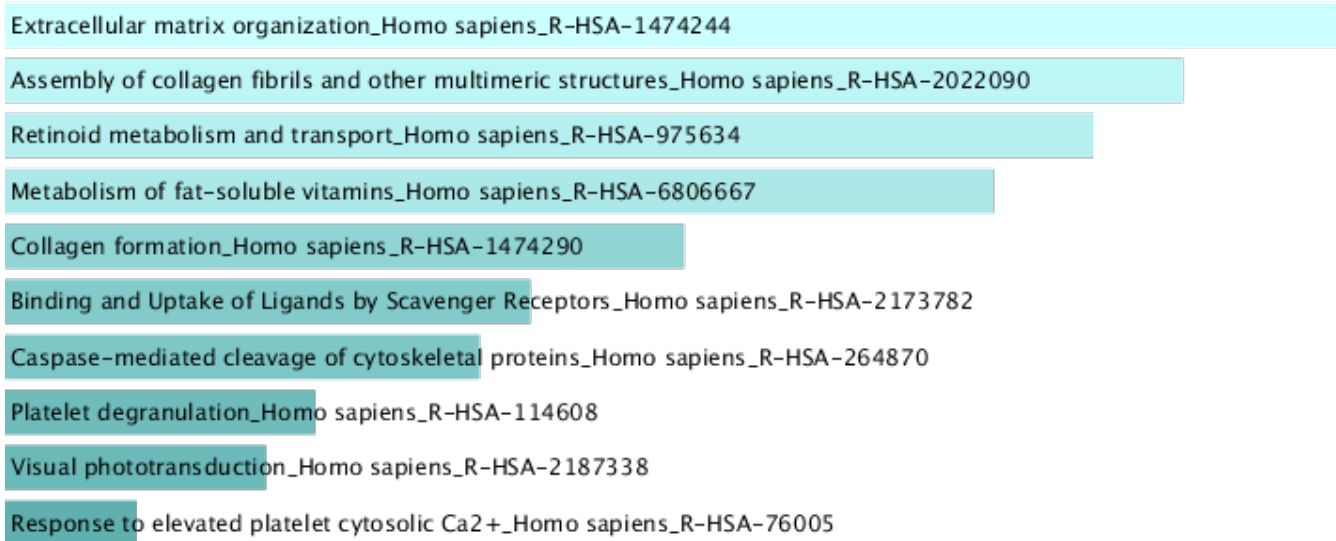 Extracellular matrix organization_Homo sapiens_R-HSA-1474244
Assembly of collagen fibrils and other multimeric structures_Homo sapiens_R-HSA-2022090
Retinoid metabolism and transport_Homo sapiens_R-HSA-975634
Metabolism of fat-soluble vitamins_Homo sapiens_R-HSA-6806667
Collagen formation_Homo sapiens_R-HSA-1474290
Binding and Uptake of Ligands by Scavenger Receptors_Homo sapiens_R-HSA-2173782
Caspase-mediated cleavage of cytoskeletal proteins_Homo sapiens_R-HSA-264870
Platelet degranulation_Homo sapiens_R-HSA-114608
Visual phototransduction_Homo sapiens_R-HSA-2187338
Response to elevated platelet cytosolic Ca2+_Homo sapiens_R-HSA-76005